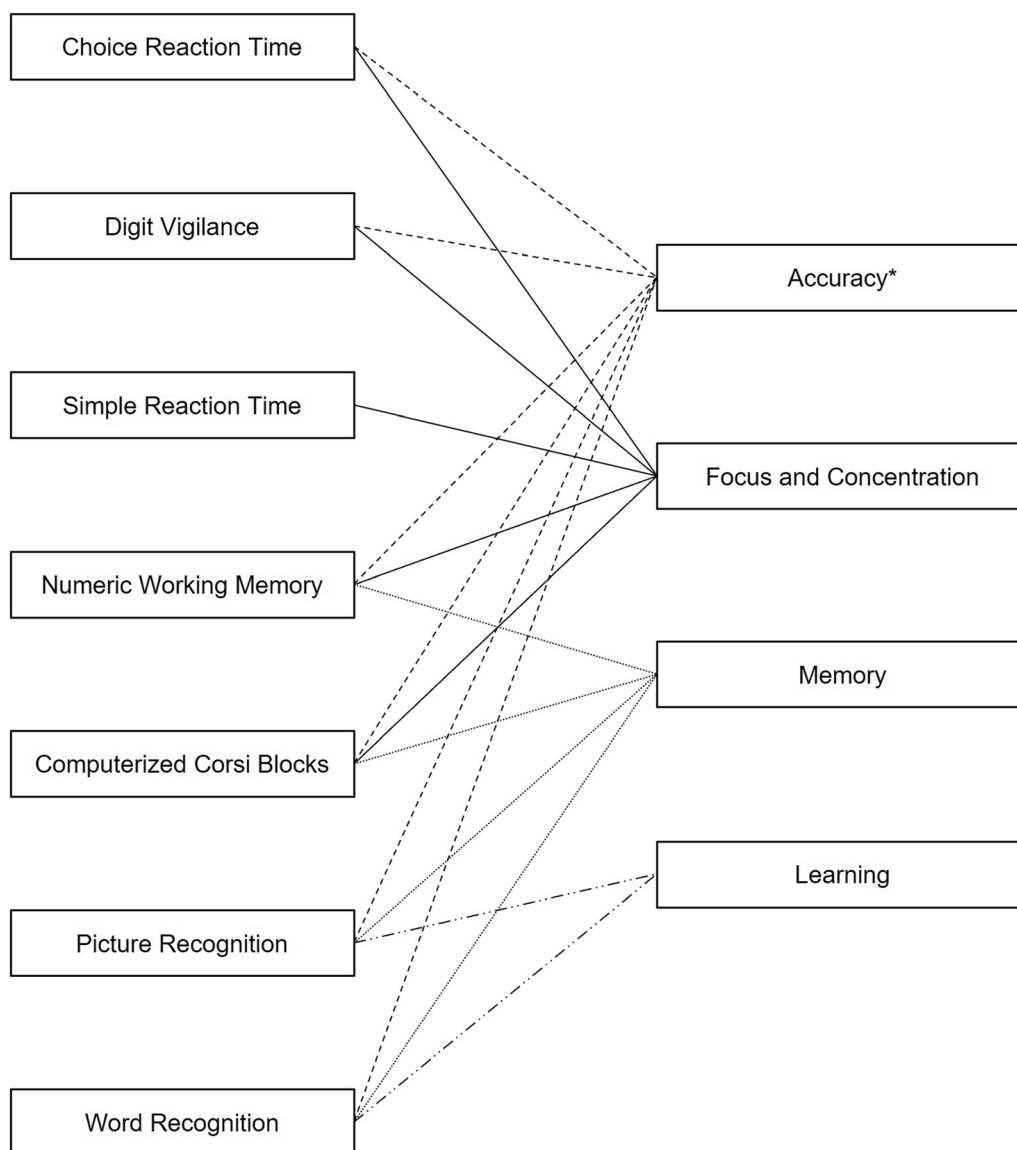 Choice Reaction Time
Digit Vigilance
Simple Reaction Time
Numeric Working Memory
Computerized Corsi Blocks
Picture Recognition
Word Recognition
Accuracy*
Focus and Concentration
Memory
Learning